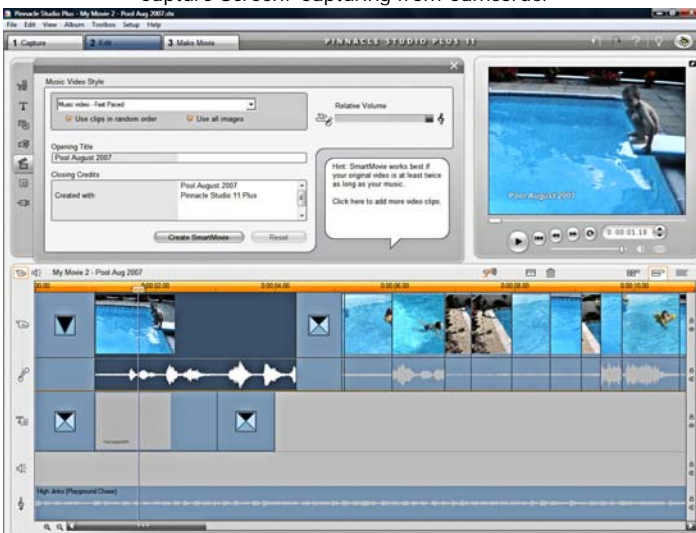 Capture Screen: Capturing from Camcorder
Pinnacle Studio Plus - My Movie 2 - Pool Aug 2007.stx
File Edit View Album Toolbox Setup Help
1 Capture 2 Edit 3 Make Movie PINNACLE STUDIO PLUS 11
Music Video Style
Music video - Fast Paced
Use clips in random order Use all images
Relative Volume
Opening Title
Pool August 2007
Closing Credits
Created with
Pool August 2007
Pinnacle Studio 11 Plus
Hint: SmartMovie works best if
your original video is at least twice
as long as your music.
Click here to add more video clips.
Create SmartMovie Reset
Pool August 2007
0:00:01.18
My Movie 2 - Pool Aug 2007
0:00:02.00 0:00:04.00 0:00:06.00 0:00:08.00 0:00:10.00
High Jinks [Playground Cheer]